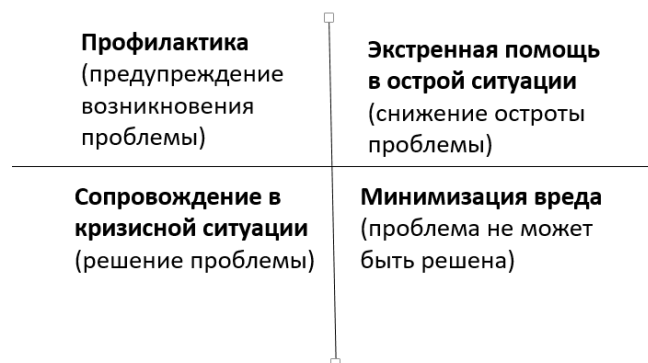 Профилактика
(предупреждение
возникновения
проблемы)
Экстренная помощь
в острой ситуации
(снижение остроты
проблемы)
Сопровождение в
кризисной ситуации
(решение проблемы)
Минимизация вреда
(проблема не может
быть решена)